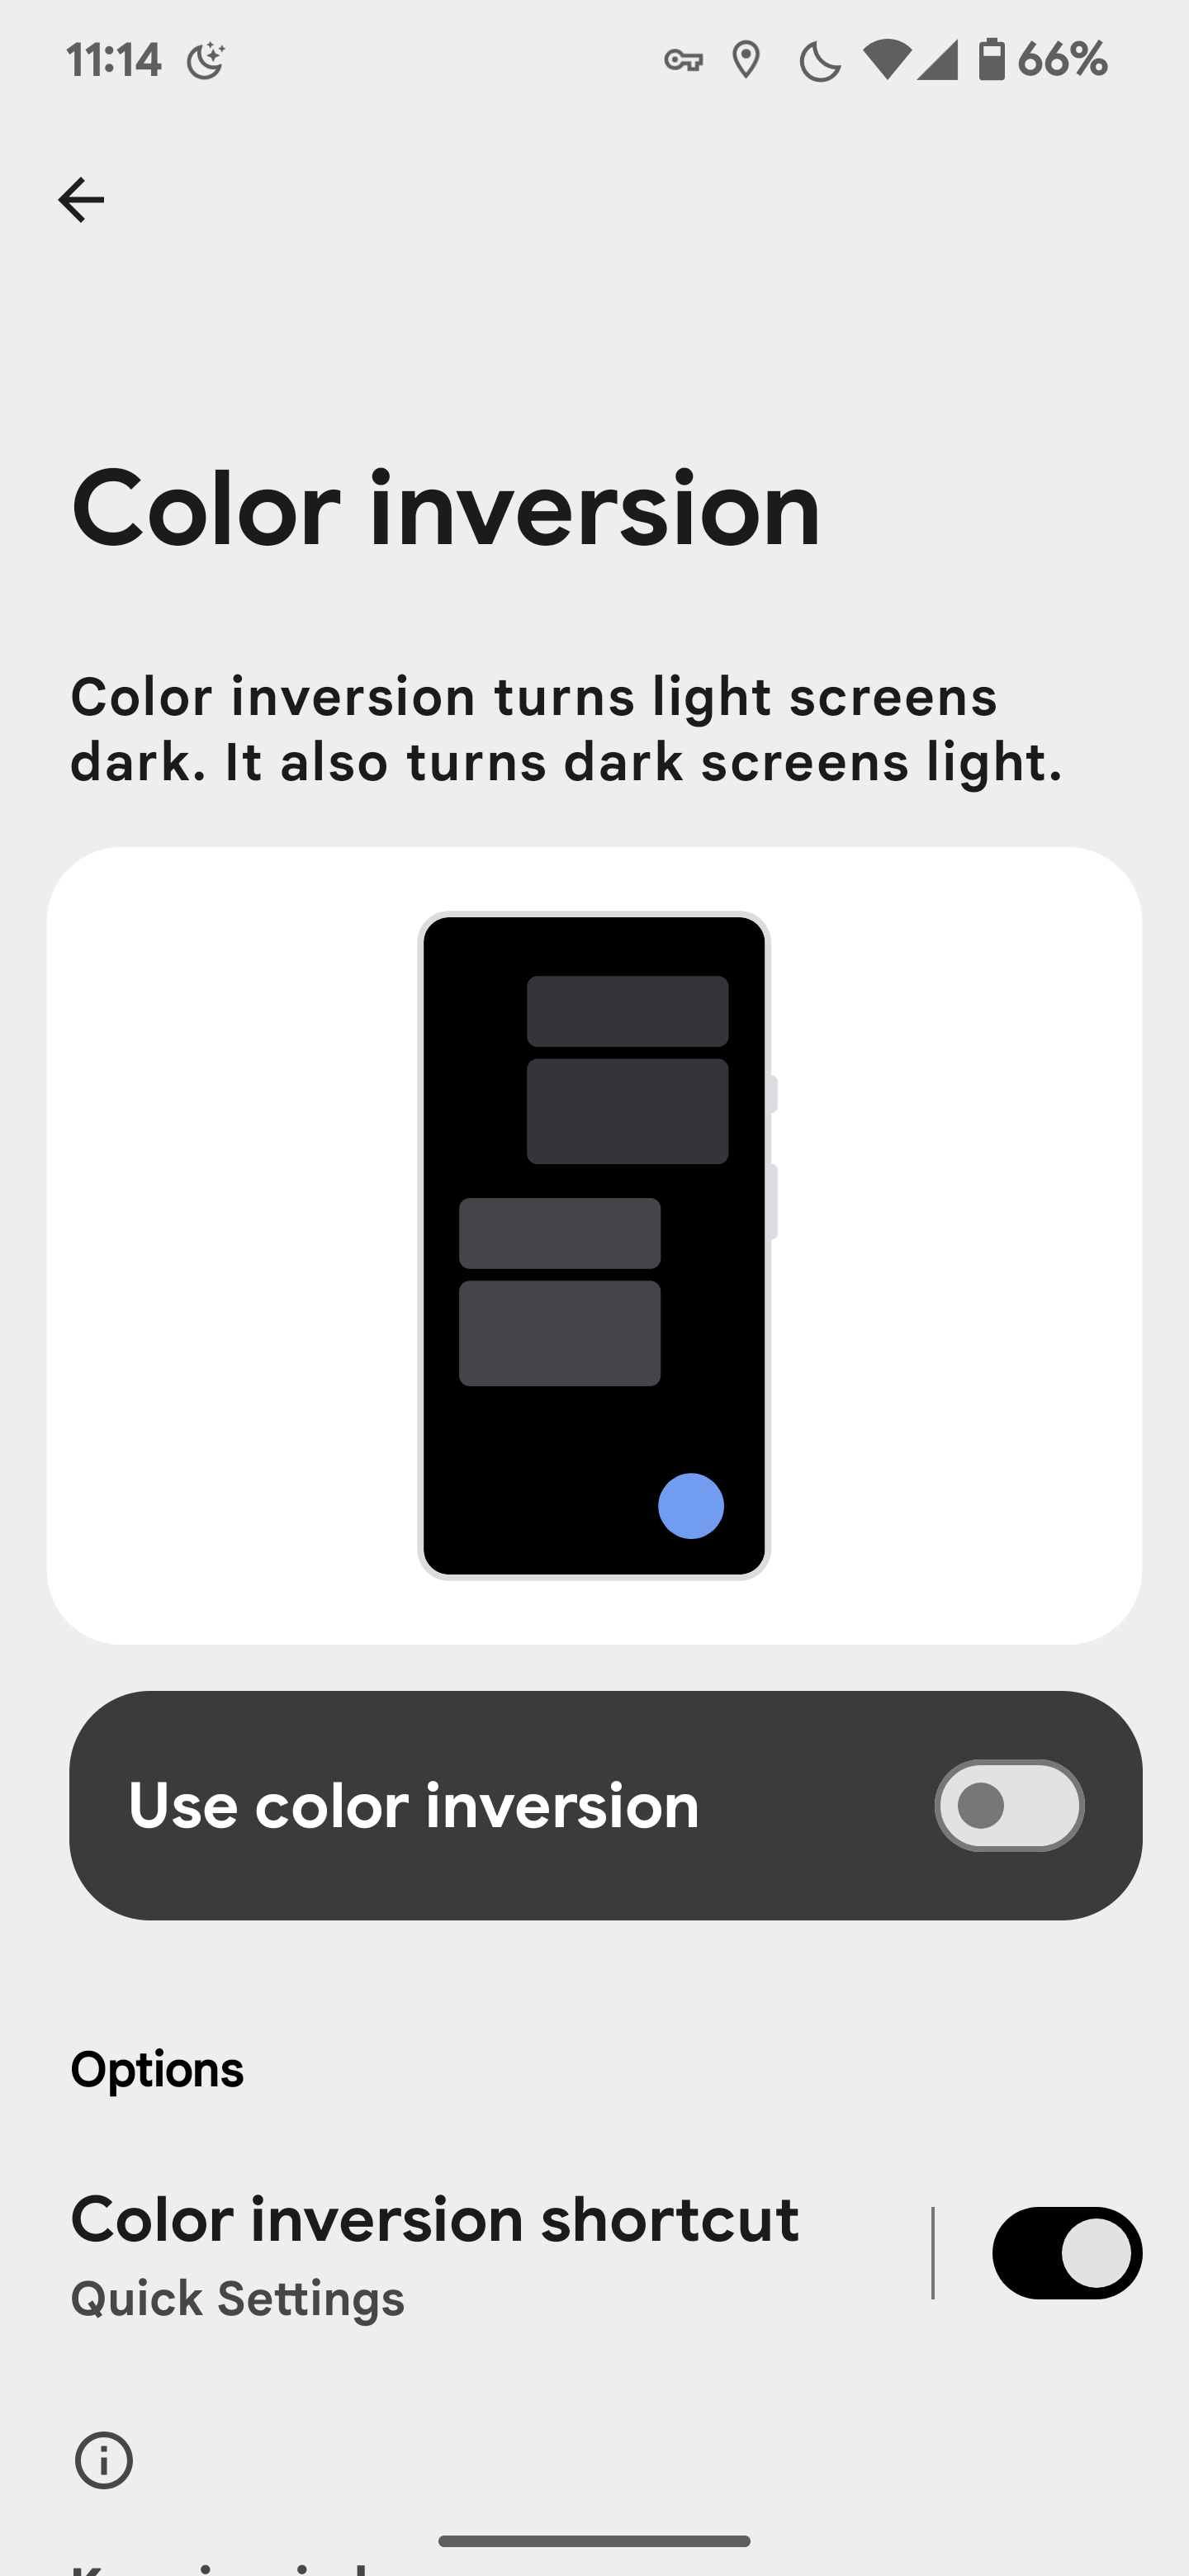 11:14
66%
Color inversion
Color inversion turns light screens
dark. It also turns dark screens light.
Use color inversion
Options
Color inversion shortcut
Quick Settings